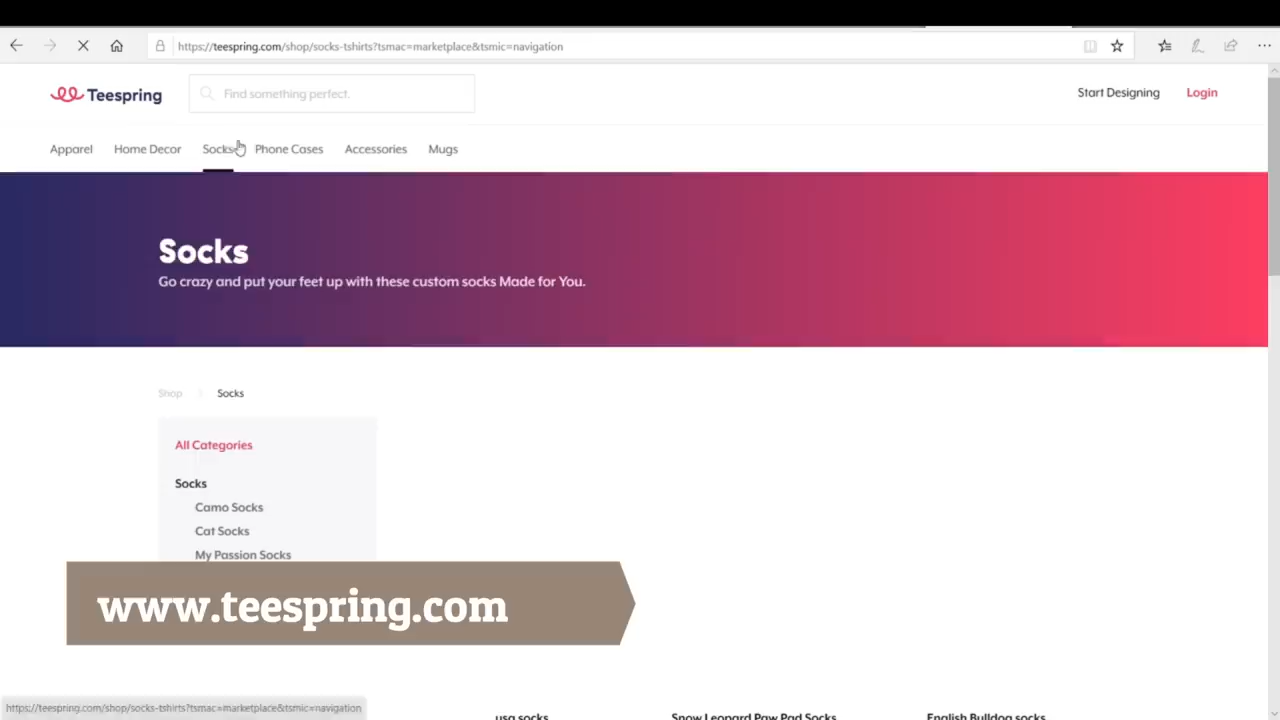 https://teespring.com/shop/socks-tshirts?tsmac=marketplace&tsmic=navigation
Teespring
Find something perfect.
Start Designing
Login
Apparel
Home Decor
Socks
Phone Cases
Accessories
Mugs
Socks
Go crazy and put your feet up with these custom socks Made for You.
Shop
Socks
All Categories
Socks
Camo Socks
Cat Socks
My Passion Socks
www.teespring.com
https://teespring.com/shop/socks-tshirts?tsmac=marketplace&tsmic=navigation
usa socks
Snow Leopard Paw Pad Socks
English Bulldog socks